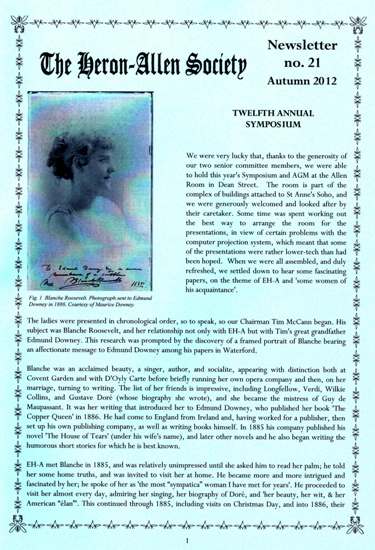 The Heron-Allen Society
Newsletter
no. 21
Autumn 2012
TWELFTH ANNUAL
SYMPOSIUM
We were very lucky that, thanks to the generosity of
our two senior committee members, we were able
to hold this year's Symposium and AGM at the Allen
Room in Dean Street. The room is part of the
complex of buildings attached to St Anne's Soho, and
we were generously welcomed and looked after by
their caretaker. Some time was spent working out
the best way to arrange the room for the
presentations, in view of certain problems with the
computer projection system, which meant that some
of the presentations were rather lower-tech than had
been hoped. When we were all assembled, and duly
refreshed, we settled down to hear some fascinating
papers, on the theme of EH-A and 'some women of
his acquaintance'.
Fig. 1 Blanche Roosevelt. Photograph sent to Edmund
Downey in 1886. Courtesy of Maurice Downey.
The ladies were presented in chronological order, so to speak, so our Chairman Tim McCann began. His
subject was Blanche Roosevelt, and her relationship not only with EH-A but with Tim's great grandfather
Edmund Downey. This research was prompted by the discovery of a framed portrait of Blanche bearing
an affectionate message to Edmund Downey among his papers in Waterford.
Blanche was an acclaimed beauty, a singer, author, and socialite, appearing with distinction both at
Covent Garden and with D'Oyly Carte before briefly running her own opera company and then, on her
marriage, turning to writing. The list of her friends is impressive, including Longfellow, Verdi, Wilkie
Collins, and Gustave Doré (whose biography she wrote), and she became the mistress of Guy de
Maupassant. It was her writing that introduced her to Edmund Downey, who published her book 'The
Copper Queen' in 1886. He had come to England from Ireland and, having worked for a publisher, then
set up his own publishing company, as well as writing books himself. In 1885 his company published his
novel 'The House of Tears' (under his wife's name), and later other novels and he also began writing the
humorous short stories for which he is best known.
EH-A met Blanche in 1885, and was relatively unimpressed until she asked him to read her palm; he told
her some home truths, and was invited to visit her at home. He became more and more intrigued and
fascinated by her; he spoke of her as 'the most "sympatica" woman I have met for years'. He proceeded to
visit her almost every day, admiring her singing, her biography of Doré, and 'her beauty, her wit, & her
American "élan"'. This continued through 1885, including visits on Christmas Day, and into 1886, their
1